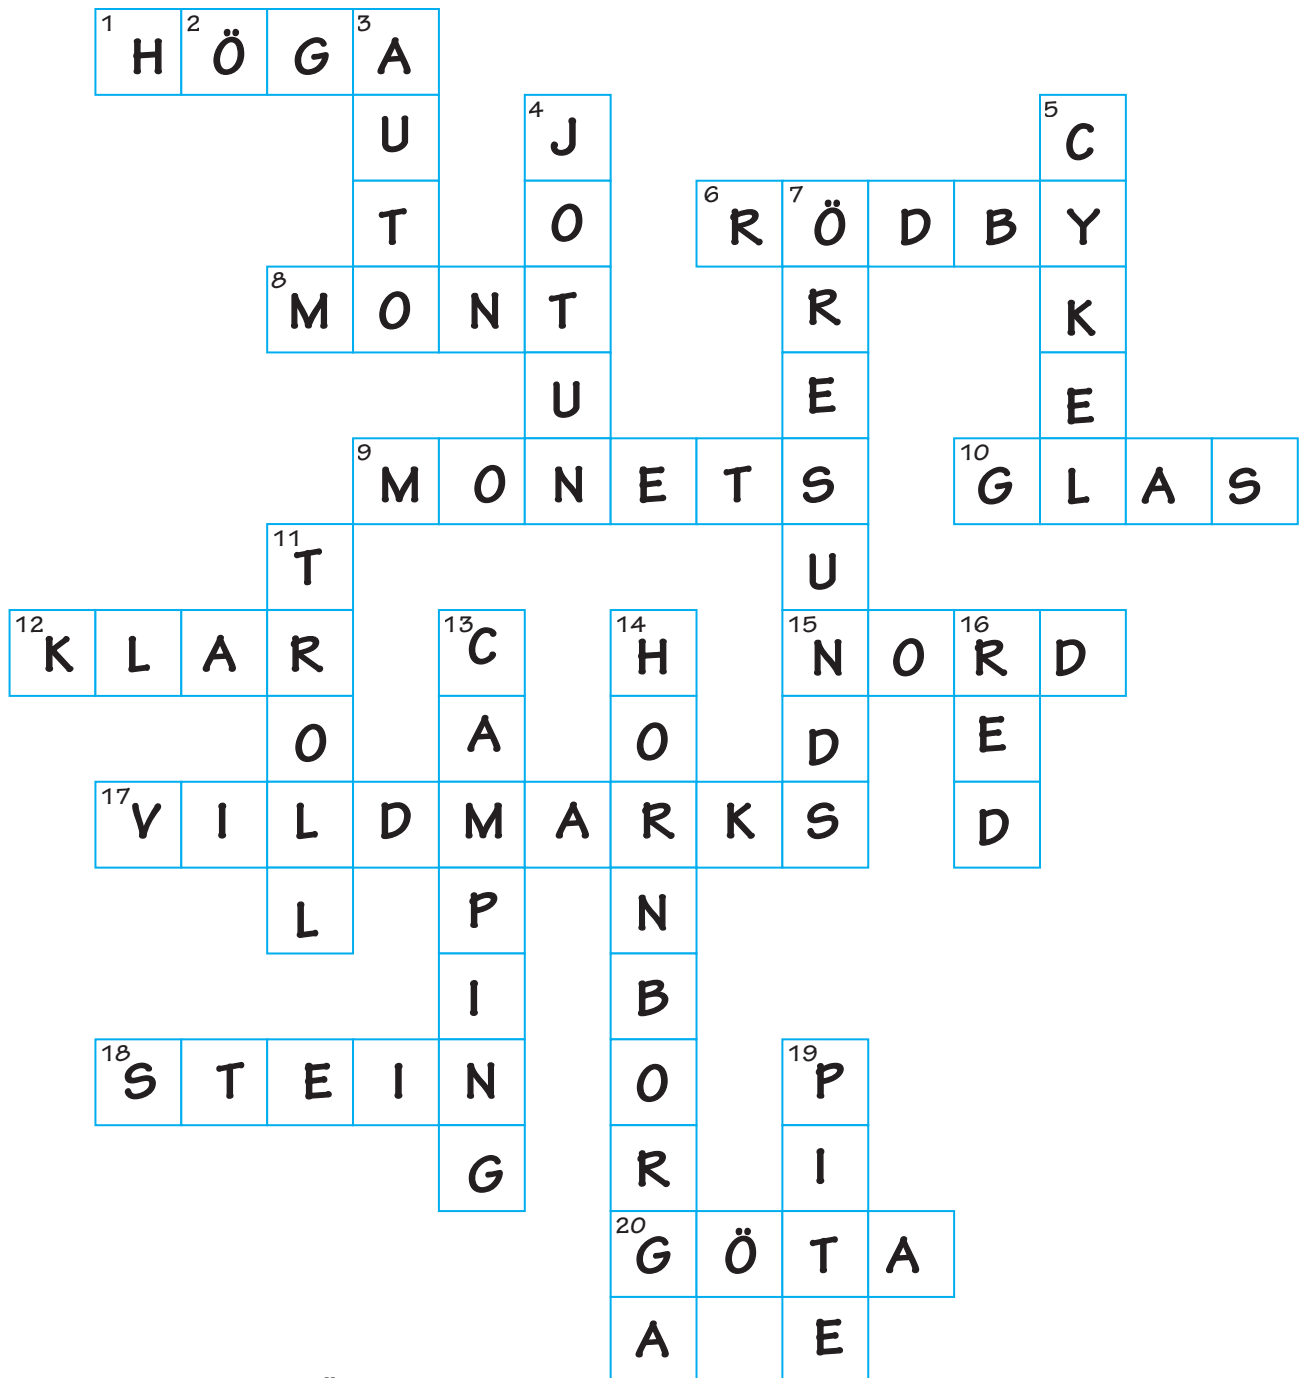 1 H 2 Ö G 3 A
U 4 J 5 C
T O 6 R 7 Ö D B Y
8 M O N T R K
U E E
9 M O N E T S 10 G L A S
11 T U
12 K L A R 13 C 14 H 15 N O 16 R D
O A O D E
17 V I L D M A R K S D
L P N
I B
18 S T E I N O 19 P
G R I
20 G Ö T A
A E